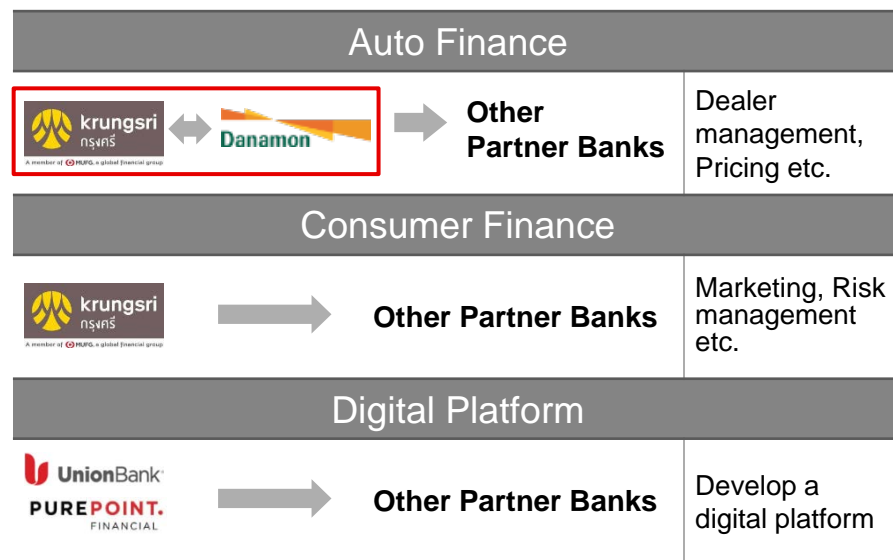 Auto Finance
krungsri
กรุงศรี
A member of MUFG, a global financial group
Danamon
Other
Partner Banks
Dealer
management,
Pricing etc.
Consumer Finance
krungsri
กรุงศรี
A member of MUFG, a global financial group
Other Partner Banks
Marketing, Risk
management
etc.
Digital Platform
UnionBank
PUREPOINT.
FINANCIAL
Other Partner Banks
Develop a
digital platform